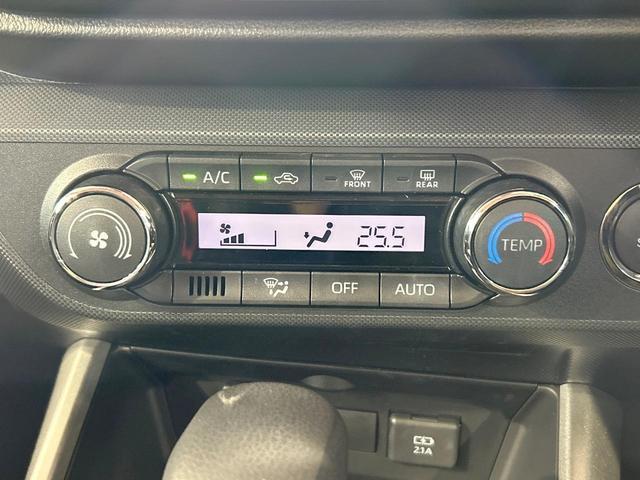 A/C
FRONT
REAR
25.5
TEMP
OFF
AUTO
2.1A